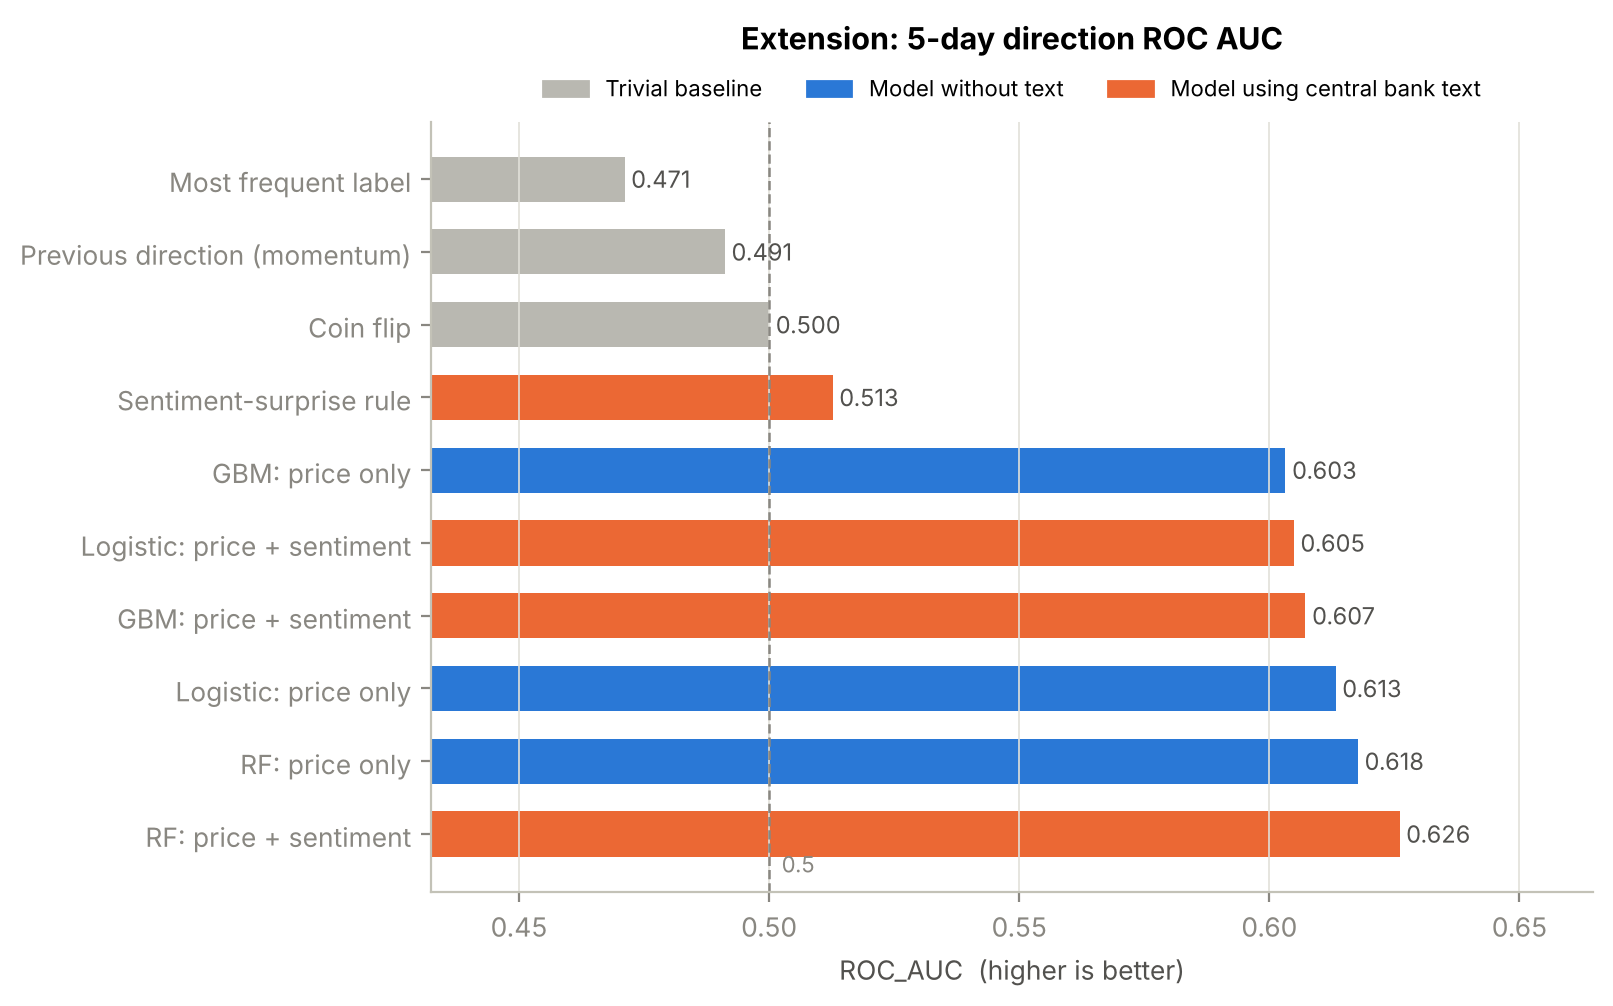 Extension: 5-day direction ROC AUC
Trivial baseline Model without text Model using central bank text
Most frequent label 0.471
Previous direction (momentum) 0.491
Coin flip 0.500
Sentiment-surprise rule 0.513
GBM: price only 0.603
Logistic: price + sentiment 0.605
GBM: price + sentiment 0.607
Logistic: price only 0.613
RF: price only 0.618
RF: price + sentiment 0.626
0.5
0.45 0.50 0.55 0.60 0.65
ROC_AUC (higher is better)